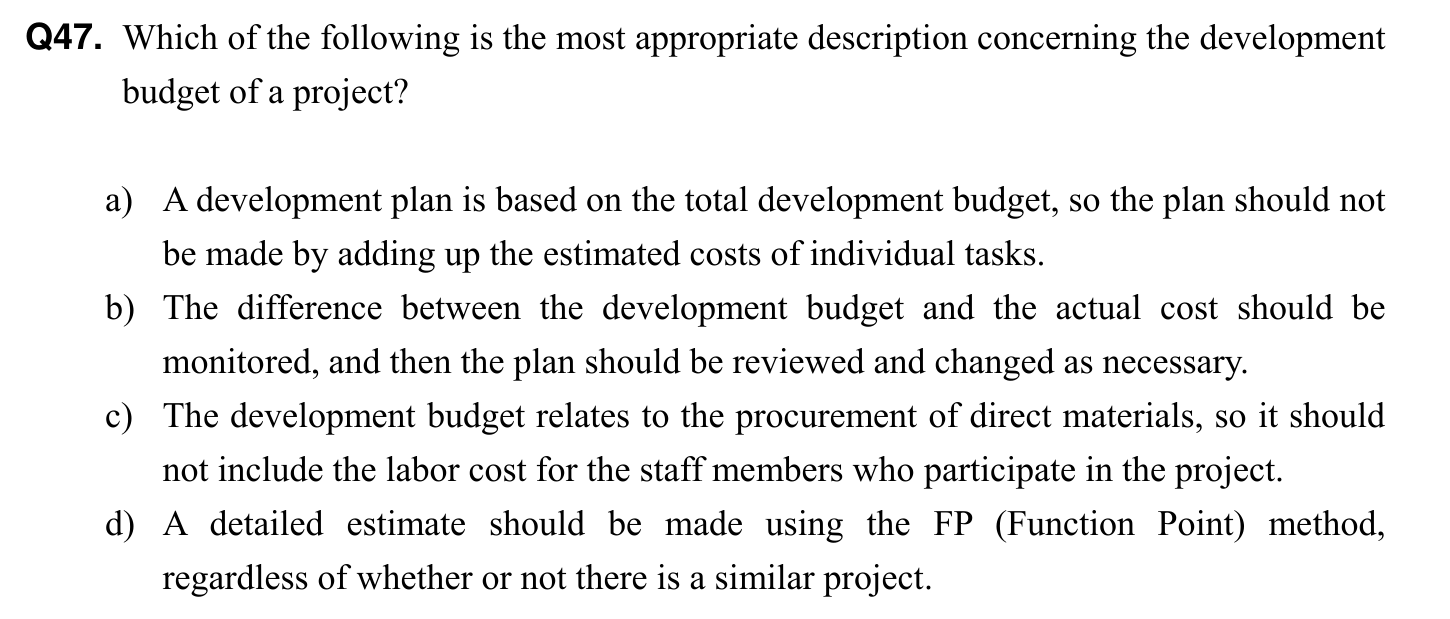 Q47. Which of the following is the most appropriate description concerning the development
budget of a project?
a) A development plan is based on the total development budget, so the plan should not
be made by adding up the estimated costs of individual tasks.
b) The difference between the development budget and the actual cost should be
monitored, and then the plan should be reviewed and changed as necessary.
c) The development budget relates to the procurement of direct materials, so it should
not include the labor cost for the staff members who participate in the project.
d) A detailed estimate should be made using the FP (Function Point) method,
regardless of whether or not there is a similar project.